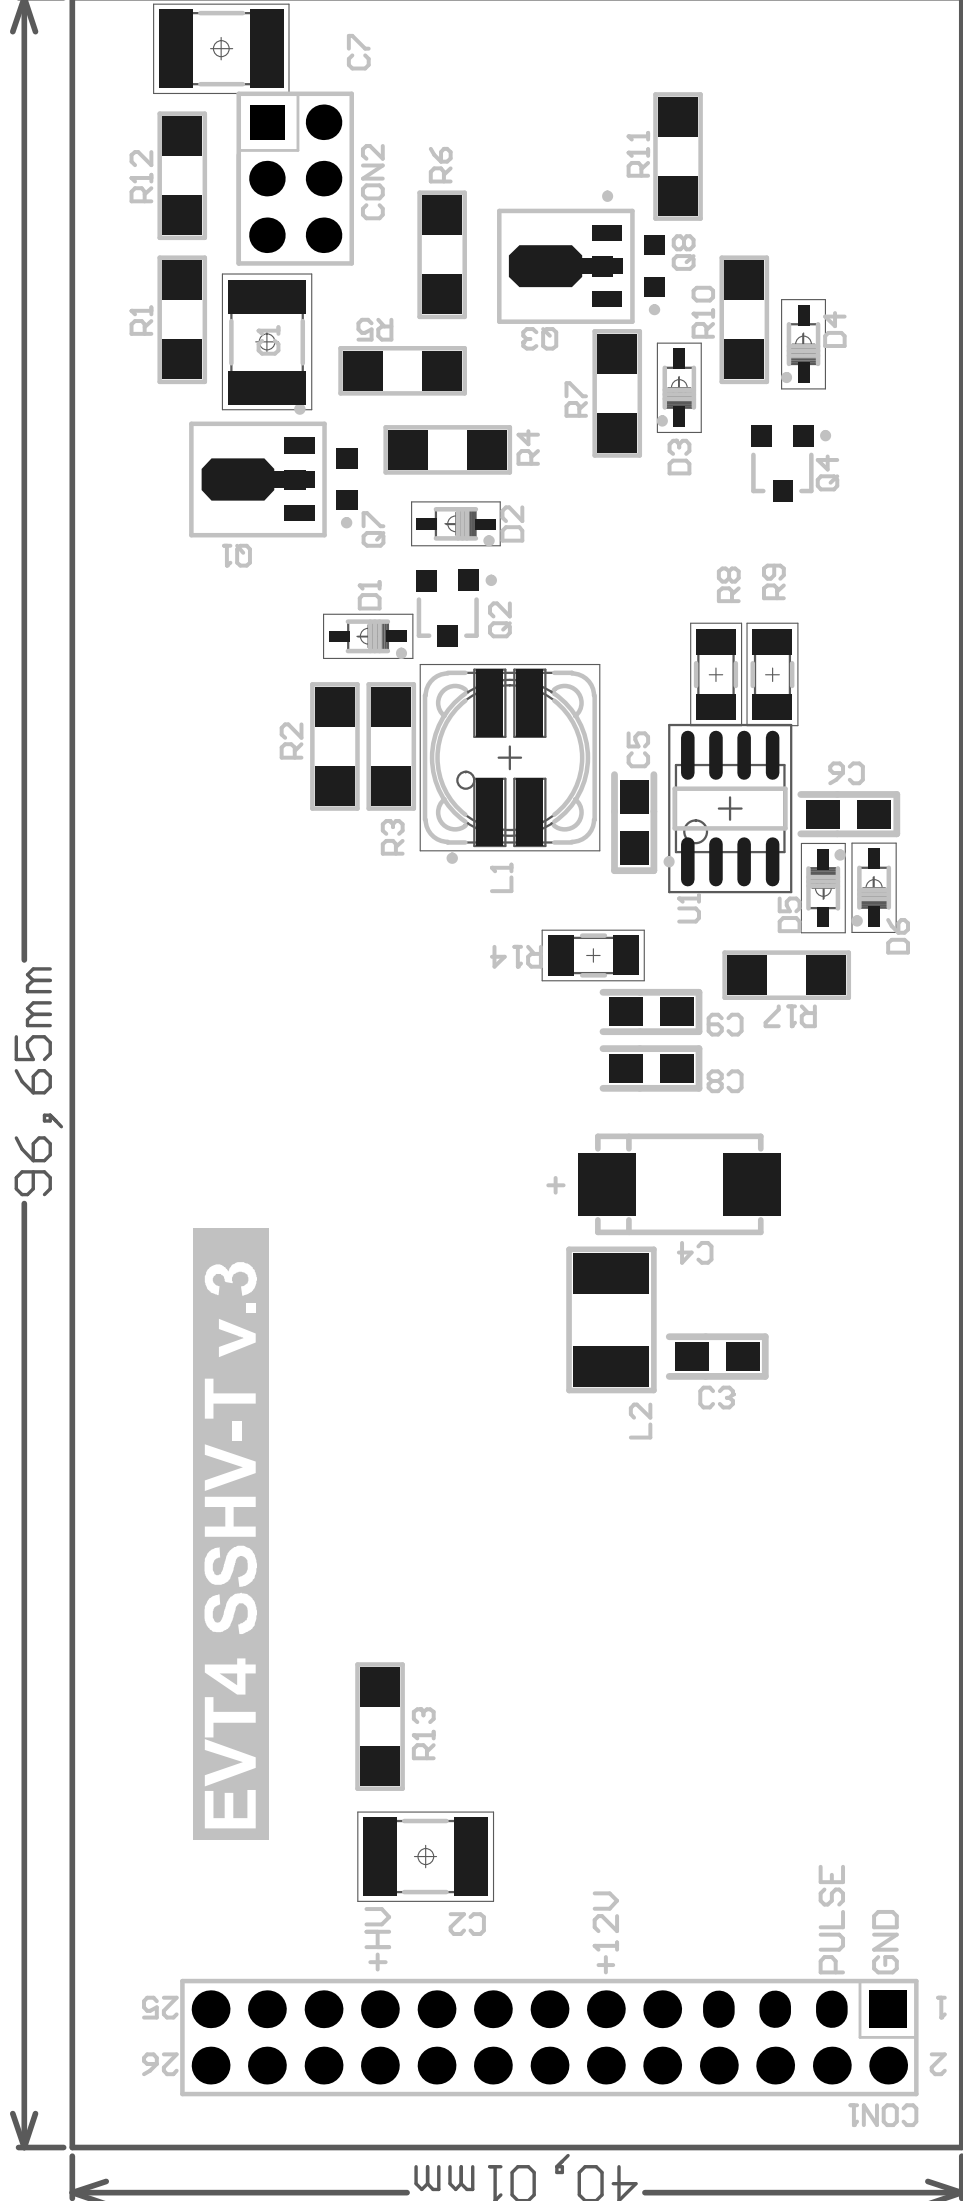 C7
R12
CON2
R6
R11
Q8
R1
R5
Q3
R10
D4
R7
D3
R4
Q4
Q1
Q7
D2
D1
Q2
R8
R9
R2
R3
L1
C5
C6
U1
D5
D6
R14
R17
C9
C8
96,65mm
+
C4
C3
L2
EVT4 SSHV-T v.3
R13
C2
+HV
+12V
PULSE
GND
25
1
26
2
CON1
40,01mm